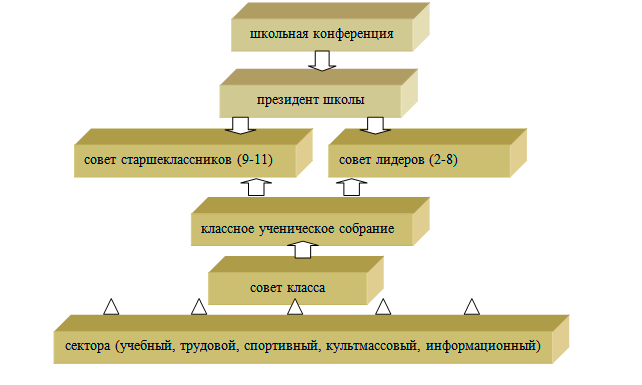 школьная конференция
президент школы
совет старшеклассников (9-11)
совет лидеров (2-8)
классное ученическое собрание
совет класса
сектора (учебный, трудовой, спортивный, культмассовый, информационный)